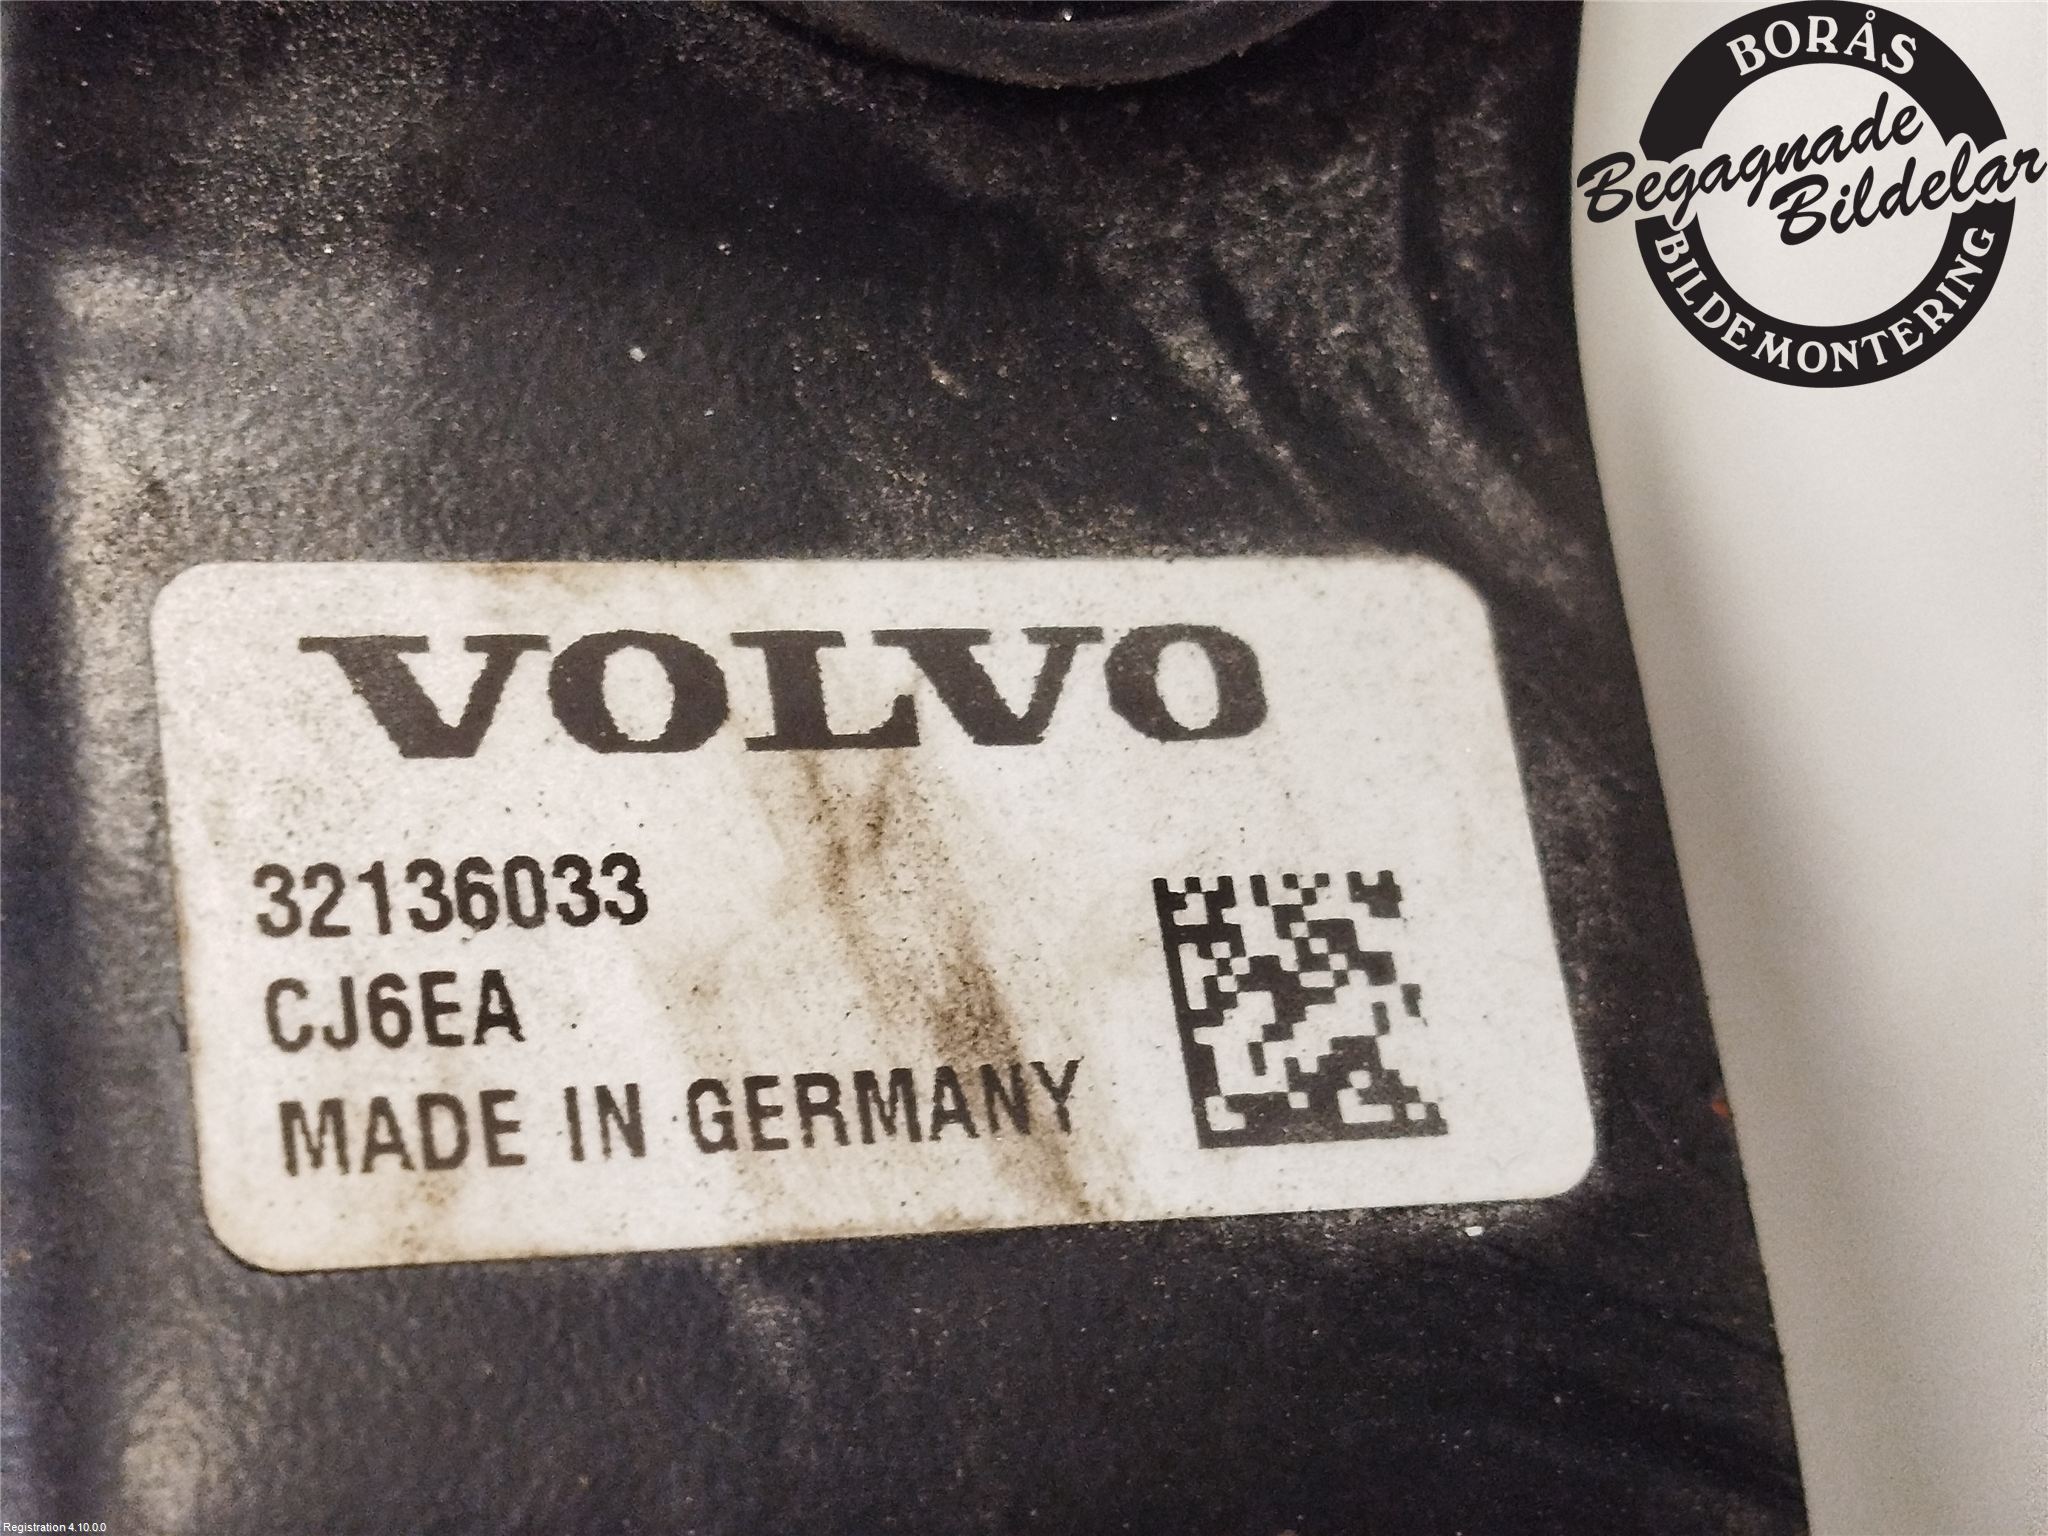 BORÅS
Begagnade
Bildelar
BILDEMONTERING
VOLVO
32136033
CJ6EA
MADE IN GERMANY
Registration 4.10.0.0